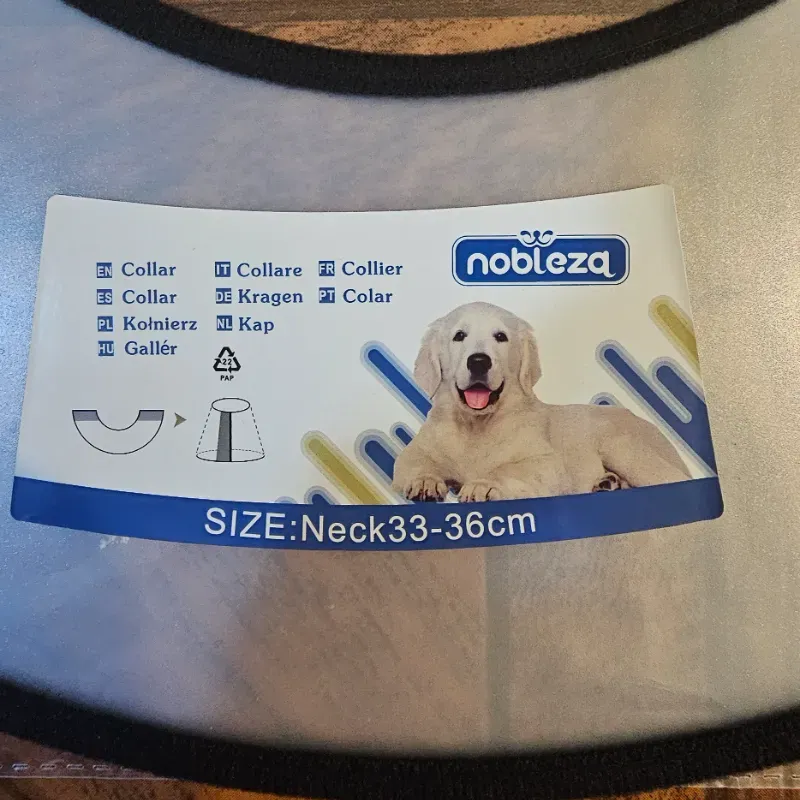 nobleza
EN Collar IT Collare FR Collier
ES Collar DE Kragen PT Colar
PL Kołnierz NL Kap
HU Gallér
22
PAP
SIZE:Neck33-36cm